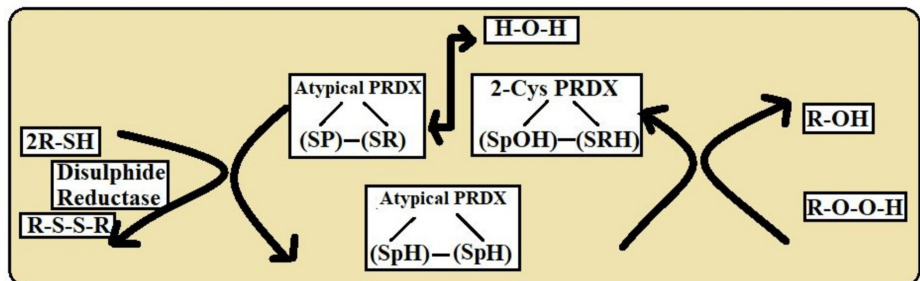 H-O-H
Atypical PRDX
(SP)—(SR)
2-Cys PRDX
(SpOH)—(SRH)
R-OH
2R-SH
Disulphide
Reductase
R-S-S-R
Atypical PRDX
(SpH)—(SpH)
R-O-O-H